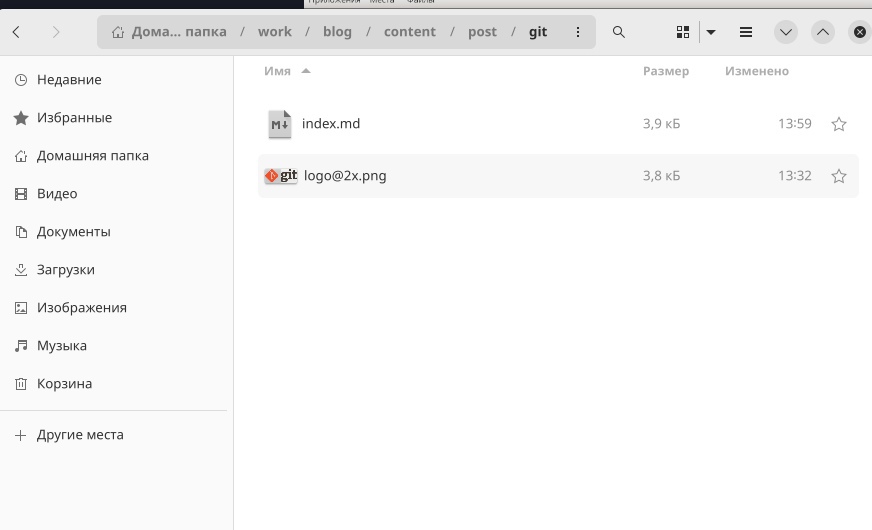 Приложения Места Файлы
Дома... папка / work / blog / content / post / git
Имя Размер Изменено
Недавние
Избранные
Домашняя папка
Видео
Документы
Загрузки
Изображения
Музыка
Корзина
Другие места
M↓ index.md 3,9 кБ 13:59
git logo@2x.png 3,8 кБ 13:32